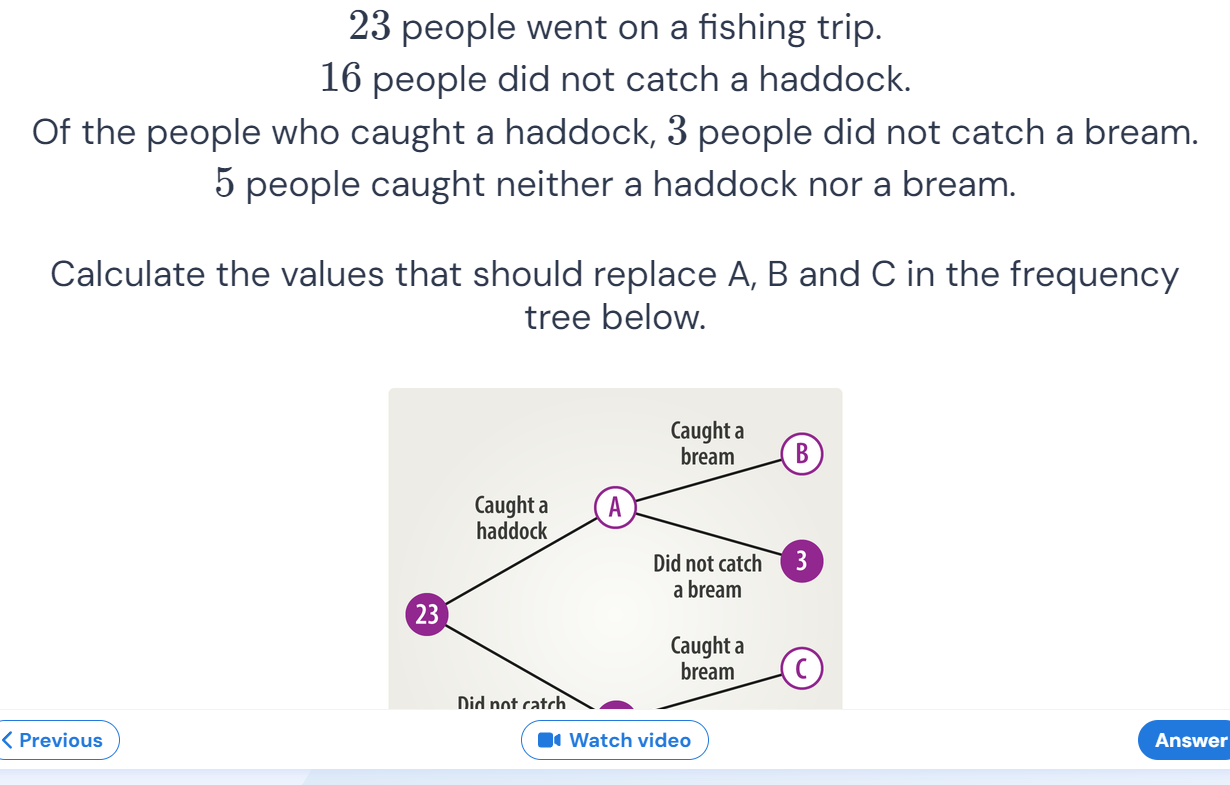 23 people went on a fishing trip.
16 people did not catch a haddock.
Of the people who caught a haddock, 3 people did not catch a bream.
5 people caught neither a haddock nor a bream.
Calculate the values that should replace A, B and C in the frequency
tree below.
Caught a
bream
B
Caught a
haddock
A
Did not catch
a bream
3
23
Caught a
bream
C
Did not catch
Previous
Watch video
Answer